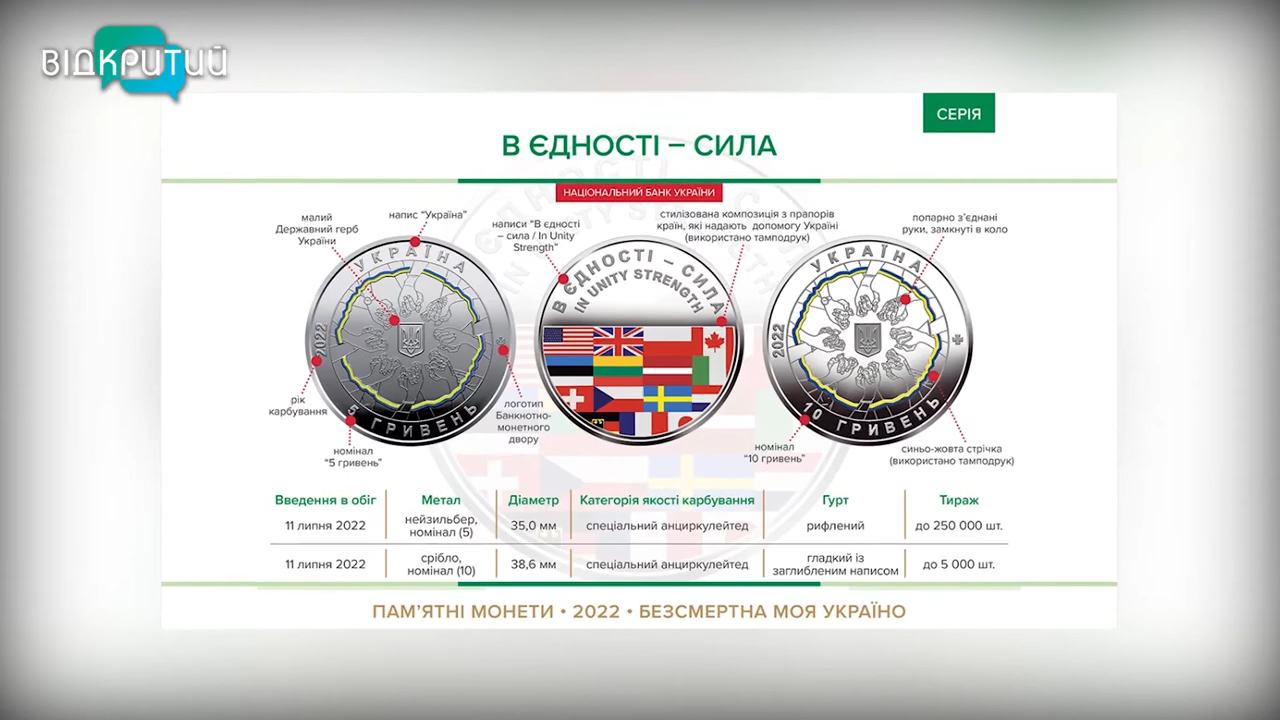 ВІДКРИТИЙ
СЕРІЯ
В ЄДНОСТІ – СИЛА
НАЦІОНАЛЬНИЙ БАНК УКРАЇНИ
малий
Державний герб
України
напис “Україна”
написи “В єдності
– сила / In Unity
Strength”
стилізована композиція з прапорів
країн, які надають допомогу Україні
(використано тамподрук)
попарно з’єднані
руки, замкнуті в коло
УКРАЇНА
2022
5 ГРИВЕНЬ
В ЄДНОСТІ – СИЛА
IN UNITY STRENGTH
УКРАЇНА
2022
10 ГРИВЕНЬ
рік
карбування
номінал
“5 гривень”
логотип
Банкнотно-
монетного
двору
номінал
“10 гривень”
синьо-жовта стрічка
(використано тамподрук)
Введення в обіг Метал Діаметр Категорія якості карбування Гурт Тираж
11 липня 2022 нейзильбер, номінал (5) 35,0 мм спеціальний анциркулейтед рифлений до 250 000 шт.
11 липня 2022 срібло, номінал (10) 38,6 мм спеціальний анциркулейтед гладкий із заглибленим написом до 5 000 шт.
ПАМ’ЯТНІ МОНЕТИ • 2022 • БЕЗСМЕРТНА МОЯ УКРАЇНО